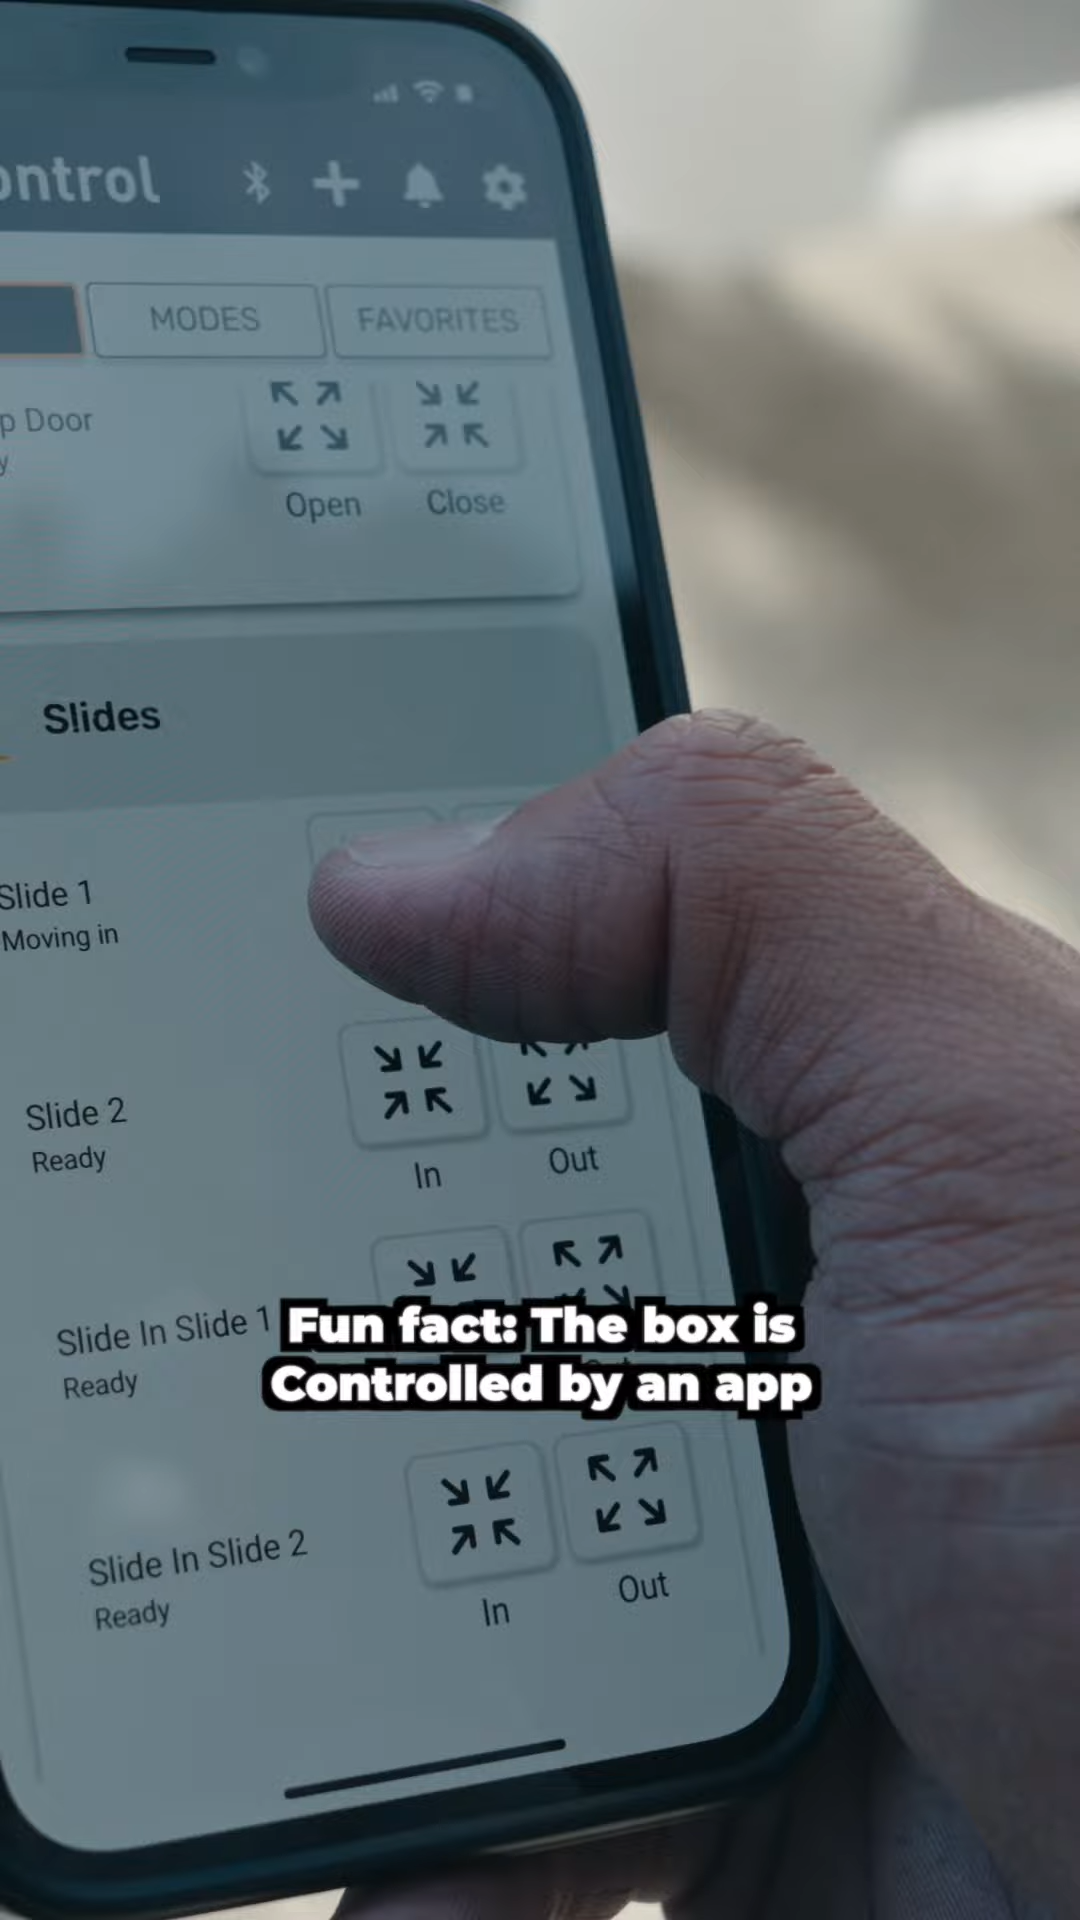 ontrol
MODES
FAVORITES
p Door
y
Open
Close
Slides
Slide 1
Moving in
Slide 2
Ready
In
Out
Slide In Slide 1
Ready
Fun fact: The box is
Controlled by an app
Slide In Slide 2
Ready
In
Out